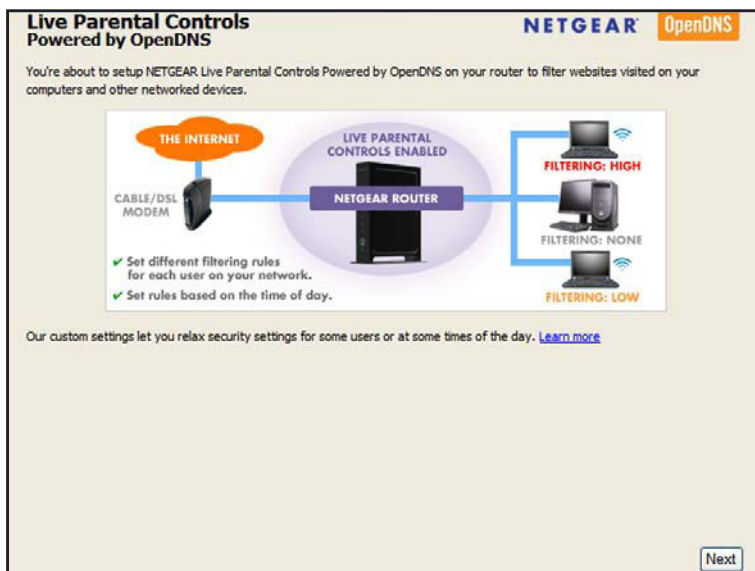 Live Parental Controls
Powered by OpenDNS
NETGEAR
OpenDNS
You're about to setup NETGEAR Live Parental Controls Powered by OpenDNS on your router to filter websites visited on your
computers and other networked devices.
THE INTERNET
CABLE/DSL
MODEM
LIVE PARENTAL
CONTROLS ENABLED
NETGEAR ROUTER
FILTERING: HIGH
FILTERING: NONE
FILTERING: LOW
✔ Set different filtering rules
for each user on your network.
✔ Set rules based on the time of day.
Our custom settings let you relax security settings for some users or at some times of the day. Learn more
Next